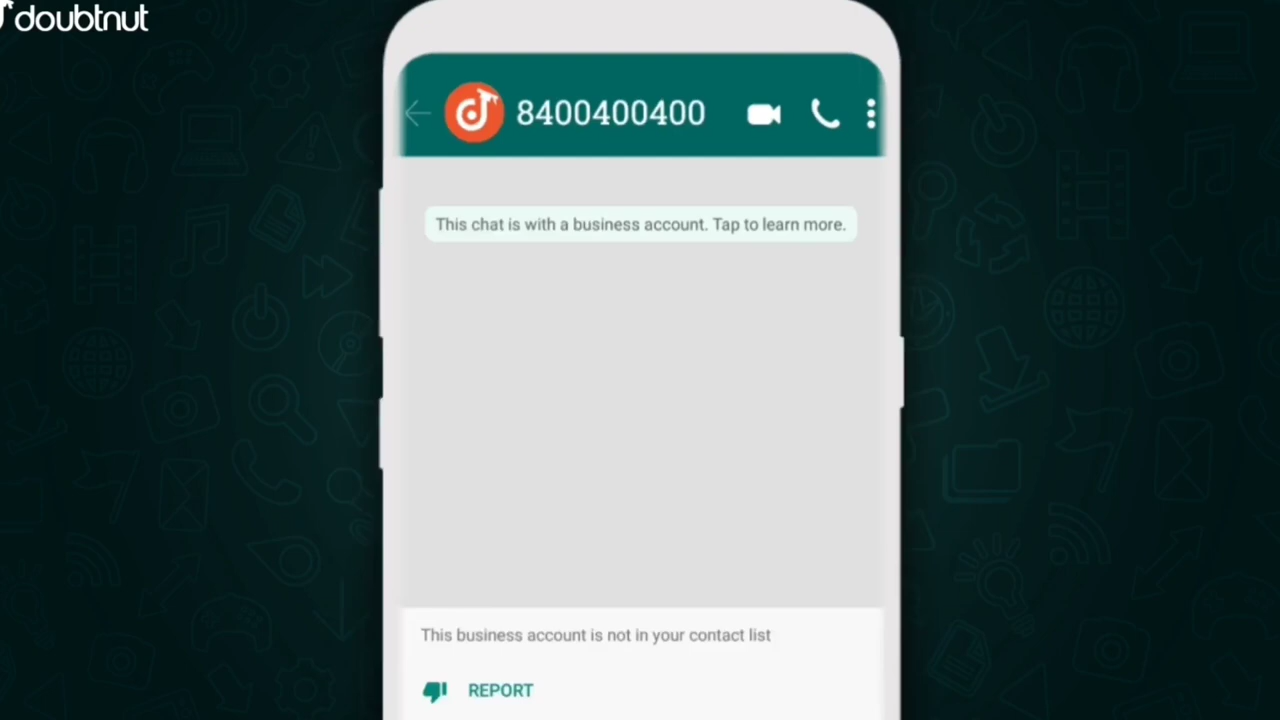 doubtnut
8400400400
This chat is with a business account. Tap to learn more.
This business account is not in your contact list
REPORT